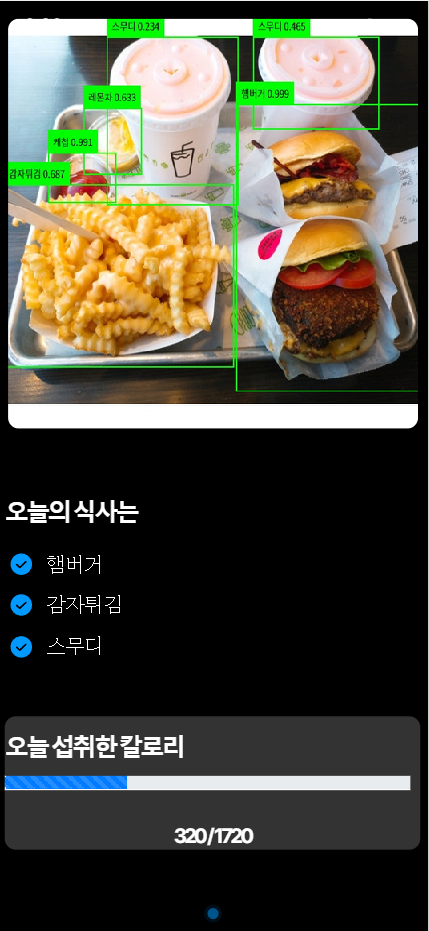 스무디 0.234
스무디 0.465
레몬차 0.633
햄버거 0.999
케첩 0.991
감자튀김 0.687
오늘의 식사는
햄버거
감자튀김
스무디
오늘 섭취한 칼로리
320/1720